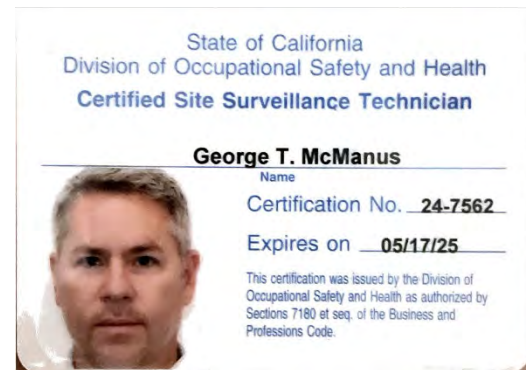 State of California
Division of Occupational Safety and Health
Certified Site Surveillance Technician
George T. McManus
Name
Certification No. 24-7562
Expires on 05/17/25
This certification was issued by the Division of
Occupational Safety and Health as authorized by
Sections 7180 et seq. of the Business and
Professions Code.